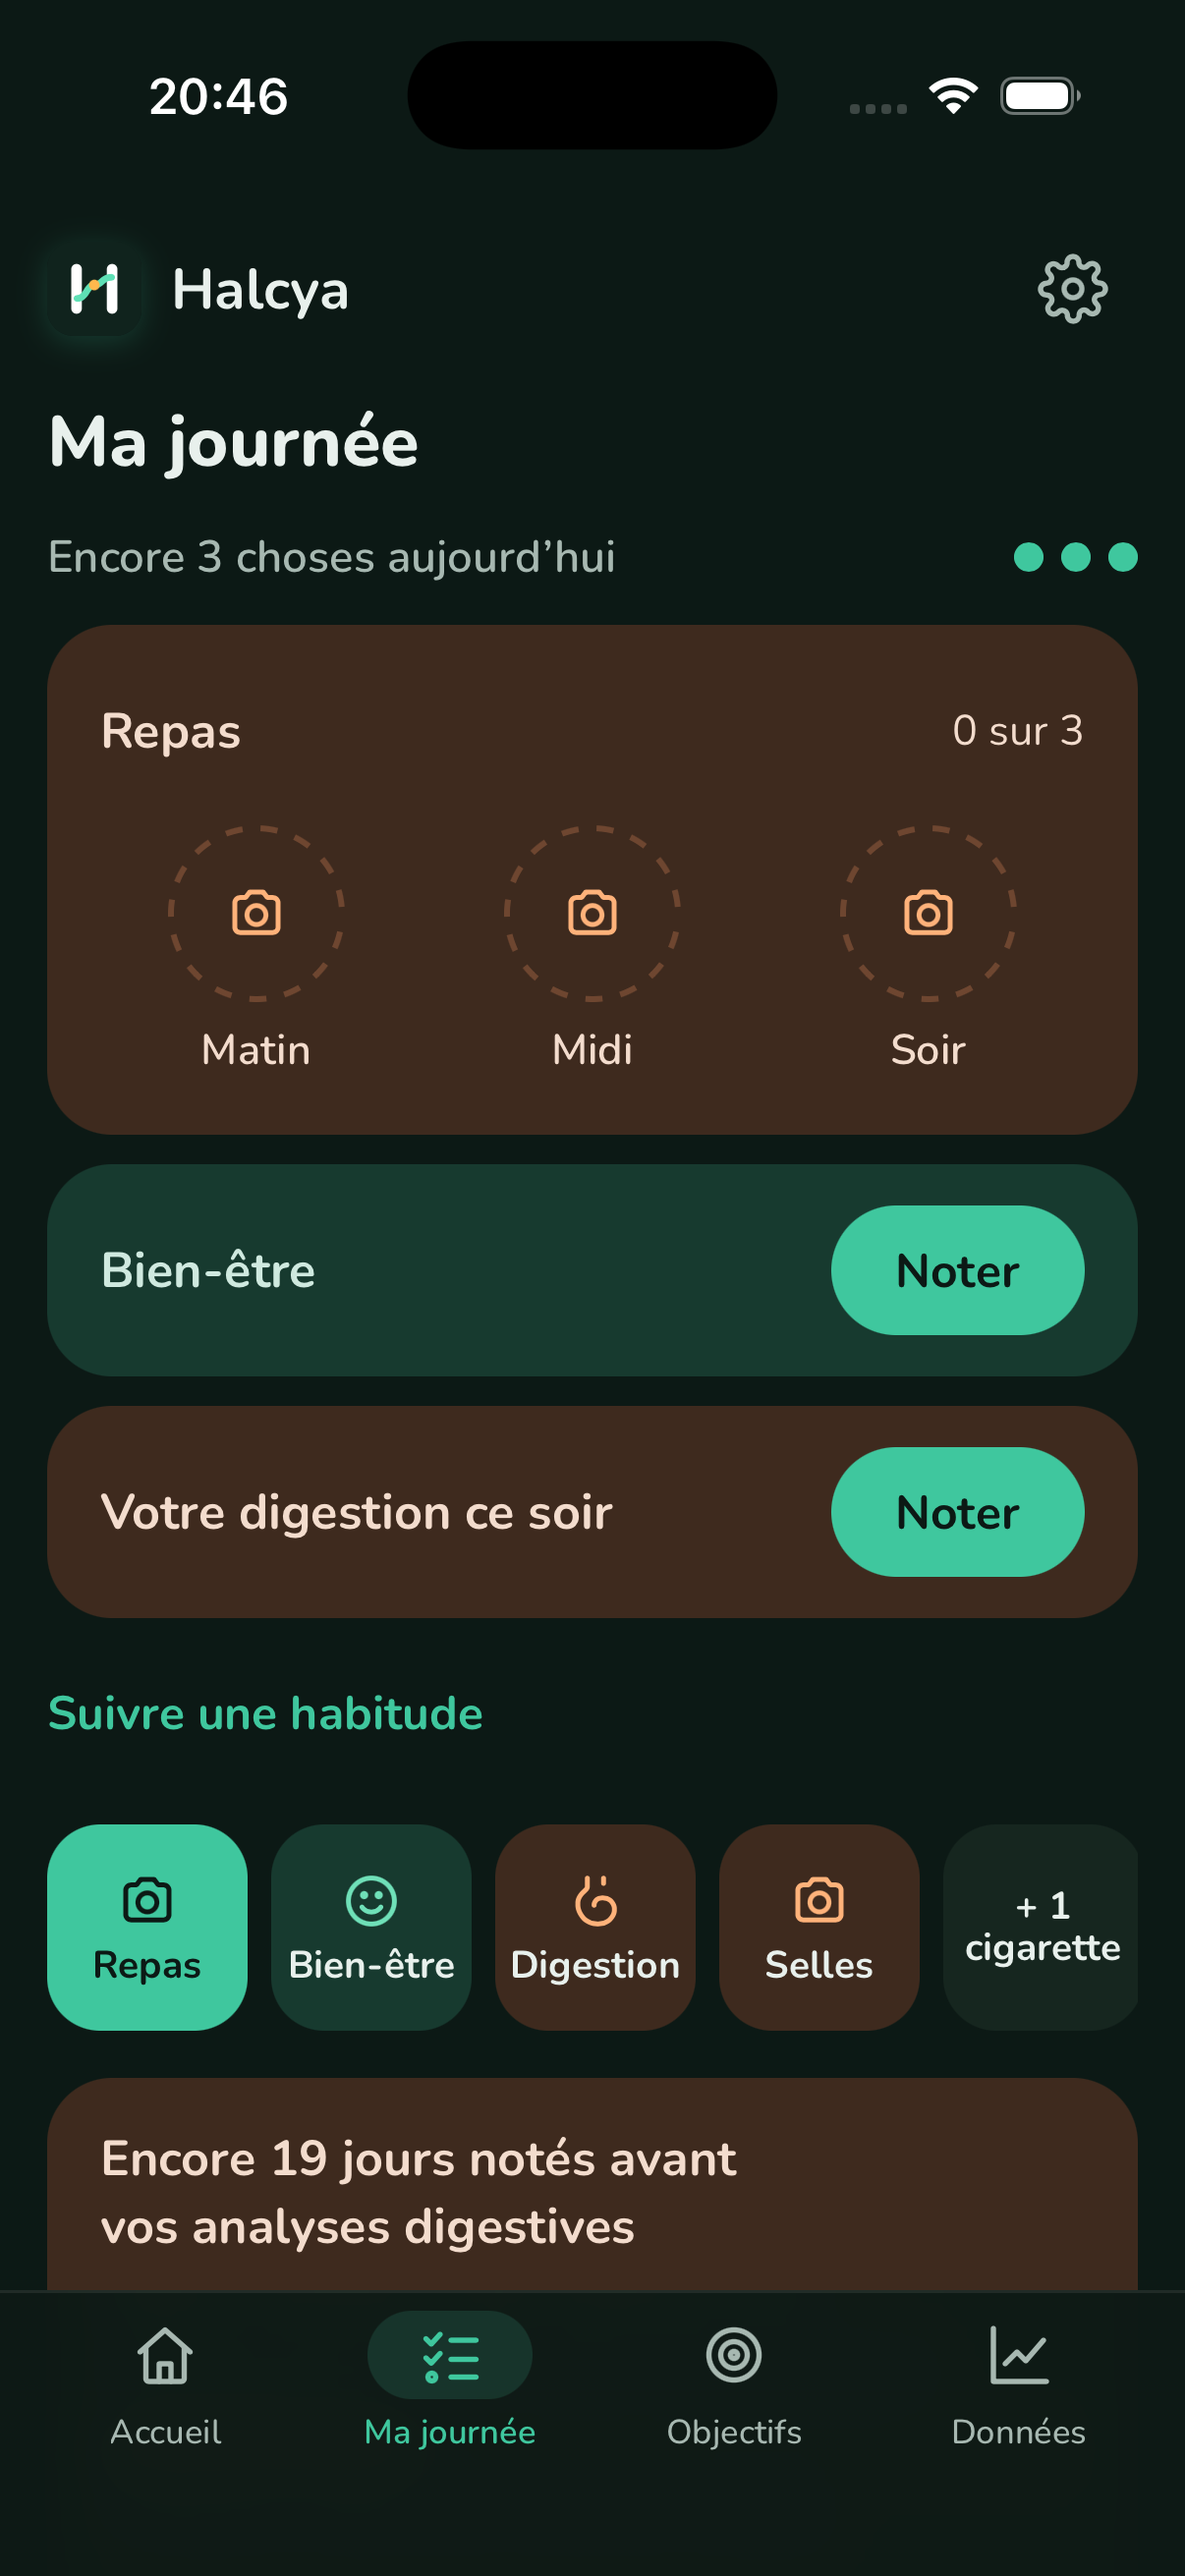 20:46
Halcya
Ma journée
Encore 3 choses aujourd’hui
Repas
0 sur 3
Matin
Midi
Soir
Bien-être
Noter
Votre digestion ce soir
Noter
Suivre une habitude
Repas
Bien-être
Digestion
Selles
+ 1
cigarette
Encore 19 jours notés avant
vos analyses digestives
Accueil
Ma journée
Objectifs
Données